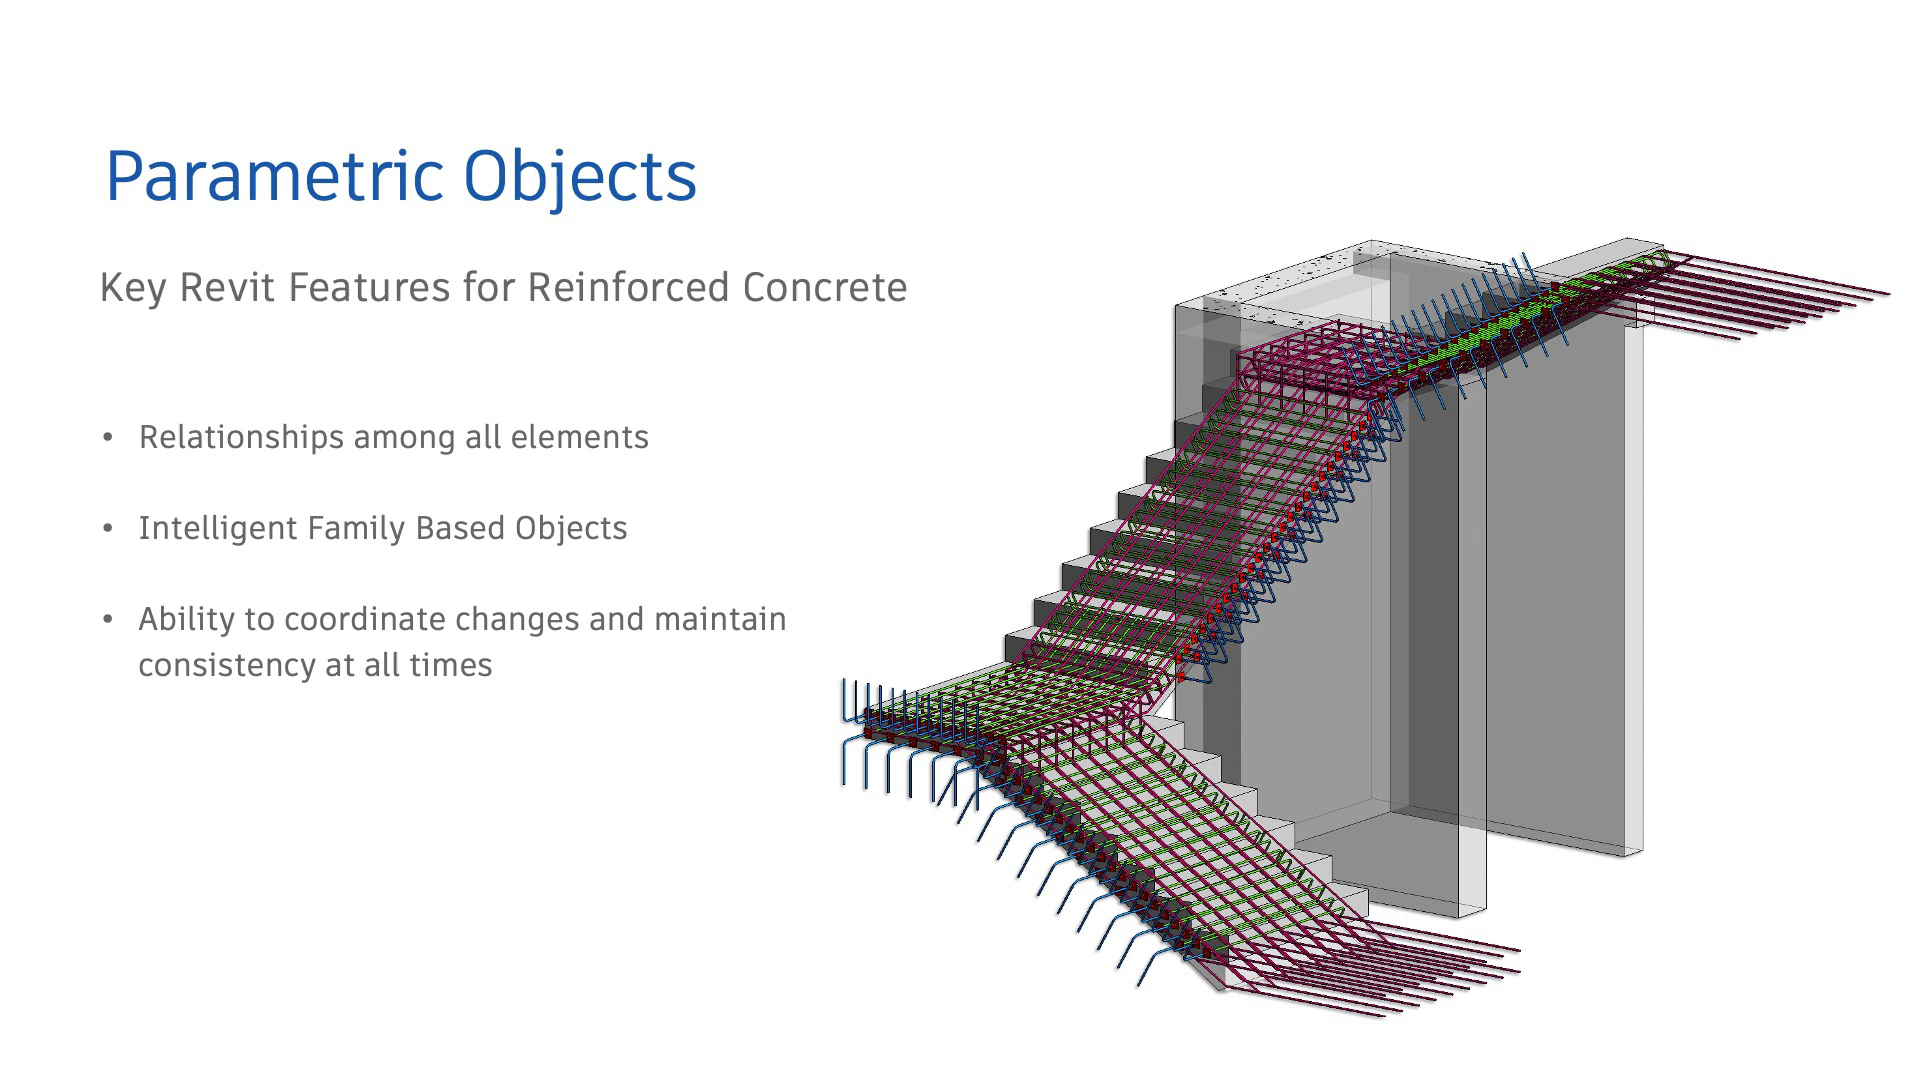 Parametric Objects
Key Revit Features for Reinforced Concrete
• Relationships among all elements
• Intelligent Family Based Objects
• Ability to coordinate changes and maintain
consistency at all times